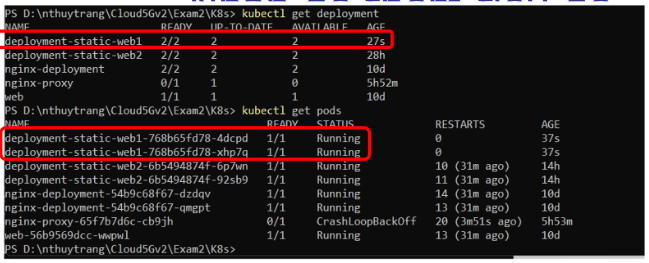 PS D:\nthuytrang\Cloud5Gv2\Exam2\K8s> kubectl get deployment
NAME READY UP-TO-DATE AVAILABLE AGE
deployment-static-web1 2/2 2 2 27s
deployment-static-web2 2/2 2 2 28h
nginx-deployment 2/2 2 2 10d
nginx-proxy 0/1 1 0 5h52m
web 1/1 1 1 10d
PS D:\nthuytrang\Cloud5Gv2\Exam2\K8s> kubectl get pods
NAME READY STATUS RESTARTS AGE
deployment-static-web1-768b65fd78-4dcpd 1/1 Running 0 37s
deployment-static-web1-768b65fd78-xhp7q 1/1 Running 0 37s
deployment-static-web2-6b5494874f-6p7wn 1/1 Running 10 (31m ago) 14h
deployment-static-web2-6b5494874f-92sb9 1/1 Running 11 (31m ago) 14h
nginx-deployment-54b9c68f67-dzdqv 1/1 Running 14 (31m ago) 10d
nginx-deployment-54b9c68f67-qmgpt 1/1 Running 13 (31m ago) 10d
nginx-proxy-65f7b7d6c-cb9jh 0/1 CrashLoopBackOff 20 (3m51s ago) 5h53m
web-56b9569dcc-wwpwl 1/1 Running 13 (31m ago) 10d
PS D:\nthuytrang\Cloud5Gv2\Exam2\K8s>